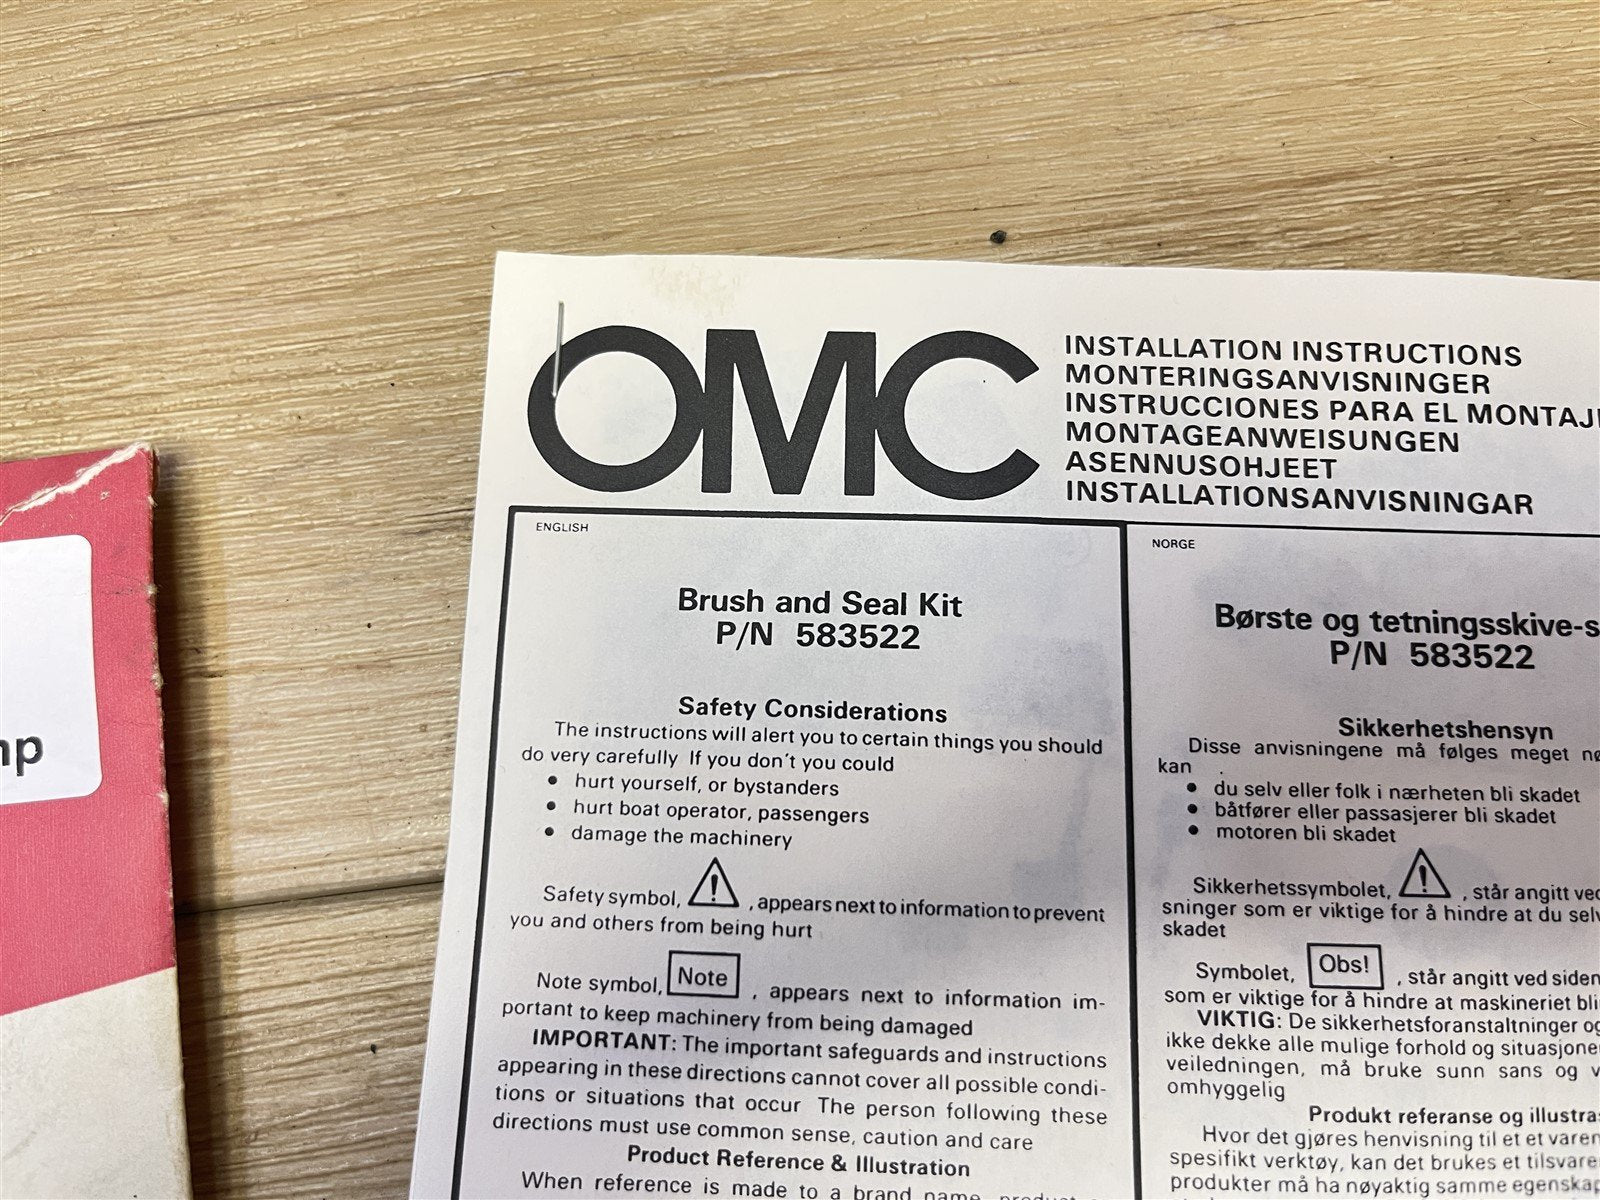 OMC
INSTALLATION INSTRUCTIONS
MONTERINGSANVISNINGER
INSTRUCCIONES PARA EL MONTAJ
MONTAGEANWEISUNGEN
ASENNUSOHJEET
INSTALLATIONSANVISNINGAR
ENGLISH
Brush and Seal Kit
P/N 583522
Safety Considerations
The instructions will alert you to certain things you should
do very carefully If you don't you could
• hurt yourself, or bystanders
• hurt boat operator, passengers
• damage the machinery
Safety symbol, , appears next to information to prevent
you and others from being hurt
Note symbol, Note , appears next to information im-
portant to keep machinery from being damaged
IMPORTANT: The important safeguards and instructions
appearing in these directions cannot cover all possible condi-
tions or situations that occur The person following these
directions must use common sense, caution and care
Product Reference & Illustration
When reference is made to a brand name, product
NORGE
Børste og tetningsskive-s
P/N 583522
Sikkerhetshensyn
Disse anvisningene må følges meget nø
kan
• du selv eller folk i nærheten bli skadet
• båtfører eller passasjerer bli skadet
• motoren bli skadet
Sikkerhetssymbolet, , står angitt ved
sninger som er viktige for å hindre at du selv
skadet
Symbolet, Obs! , står angitt ved siden
som er viktige for å hindre at maskineriet bli
VIKTIG: De sikkerhetsforanstaltninger og
ikke dekke alle mulige forhold og situasjone
veiledningen, må bruke sunn sans og v
omhyggelig
Produkt referanse og illustra
Hvor det gjøres henvisning til et et varen
spesifikt verktøy, kan det brukes et tilsvare
produkter må ha nøyaktig samme egenskap
mp